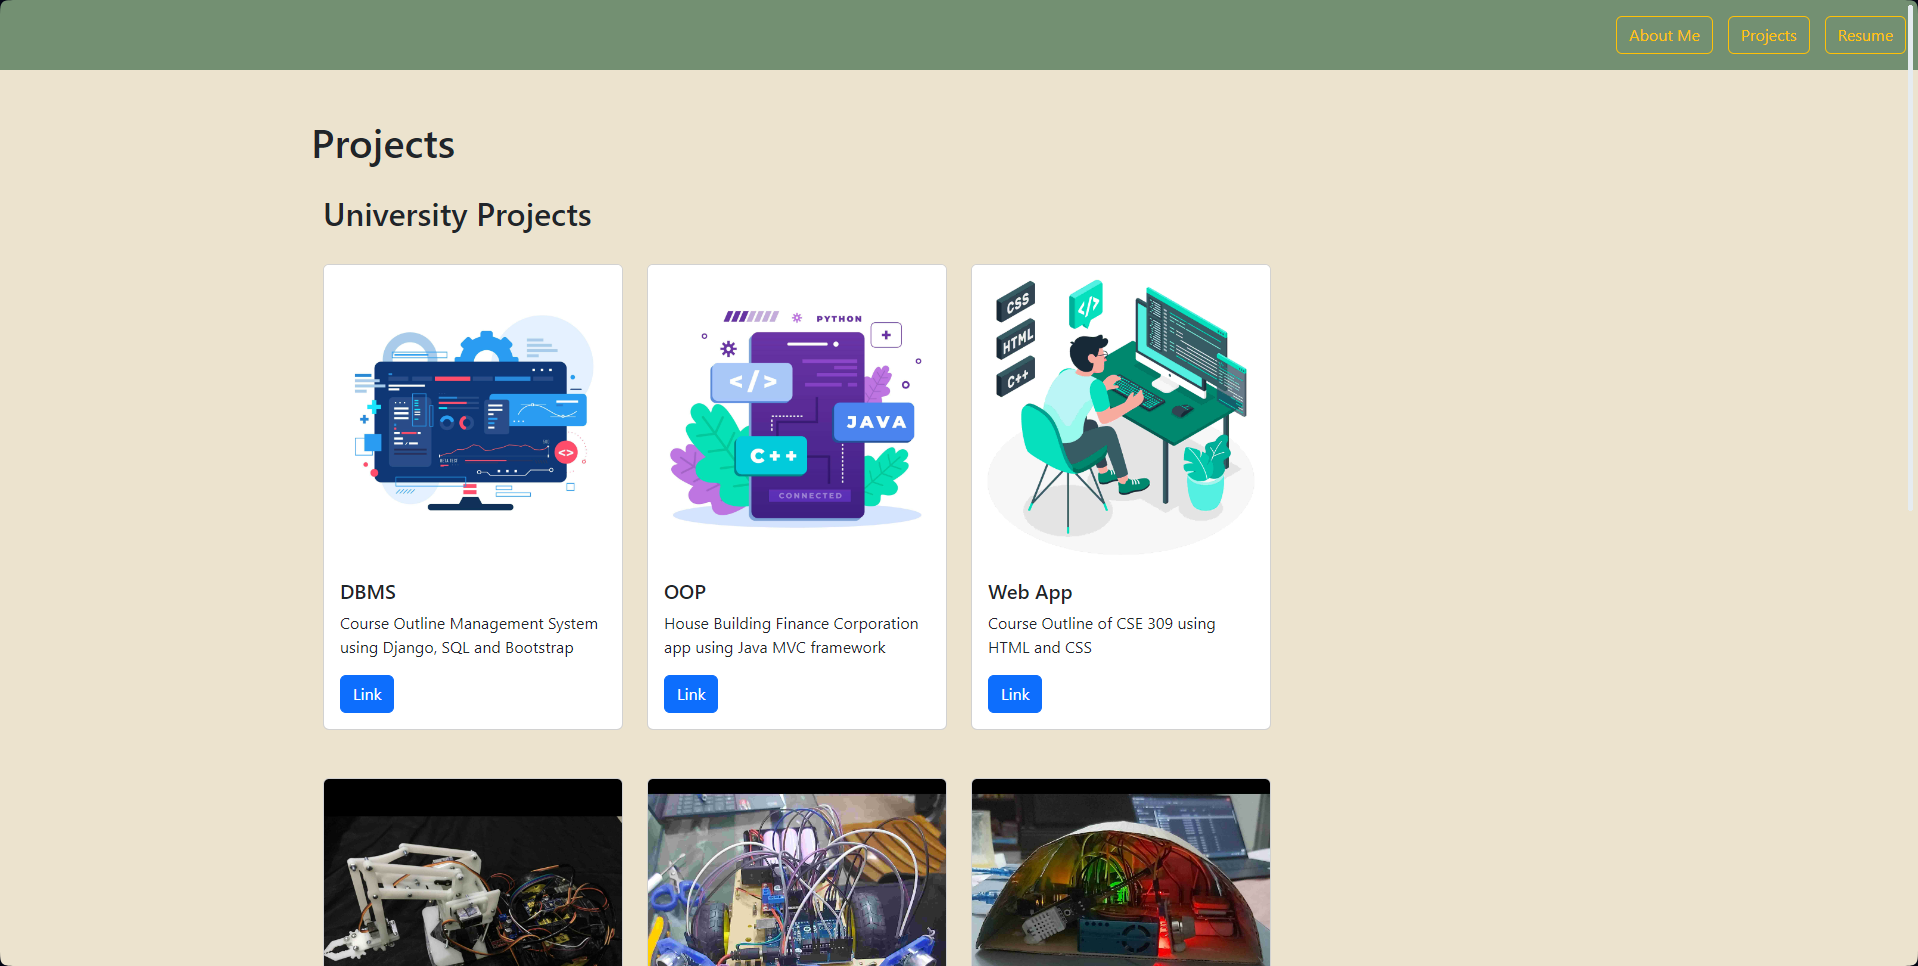 About Me
Projects
Resume
Projects
University Projects
PYTHON
</>
JAVA
C++
CONNECTED
CSS
</>
HTML
C++
<>
DBMS
Course Outline Management System
using Django, SQL and Bootstrap
Link
OOP
House Building Finance Corporation
app using Java MVC framework
Link
Web App
Course Outline of CSE 309 using
HTML and CSS
Link